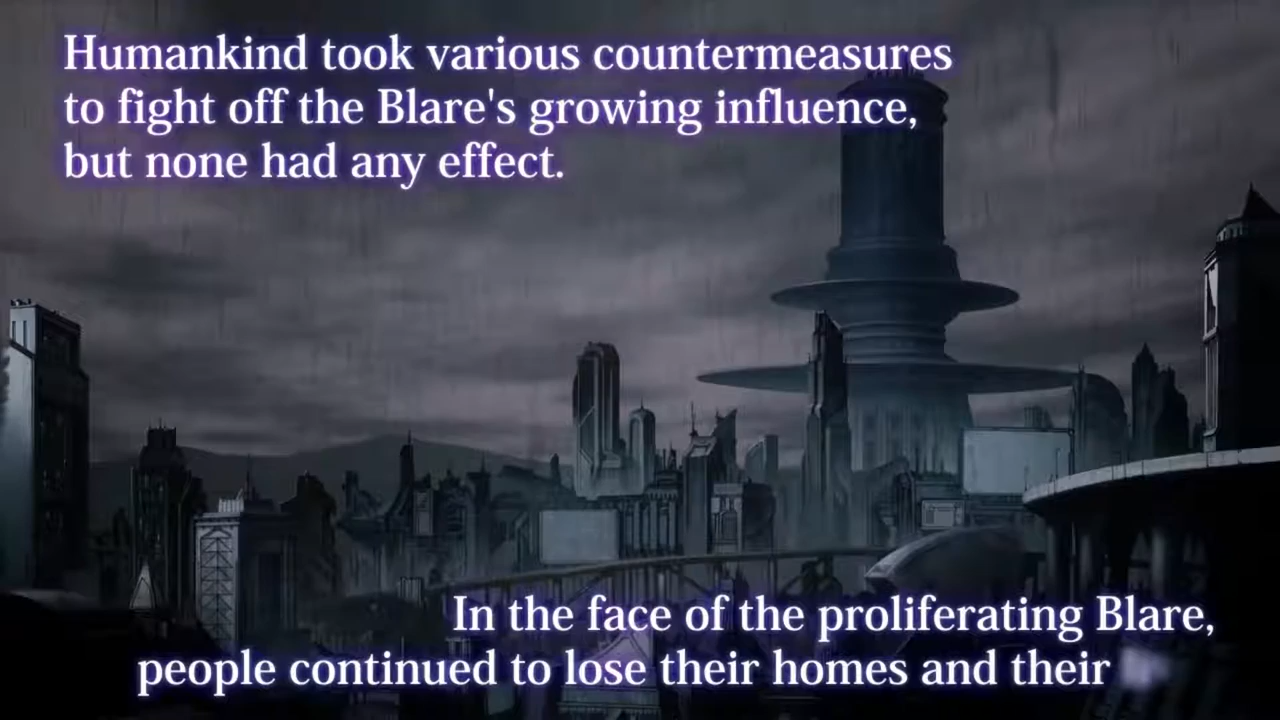 Humankind took various countermeasures
to fight off the Blare's growing influence,
but none had any effect.
In the face of the proliferating Blare,
people continued to lose their homes and their